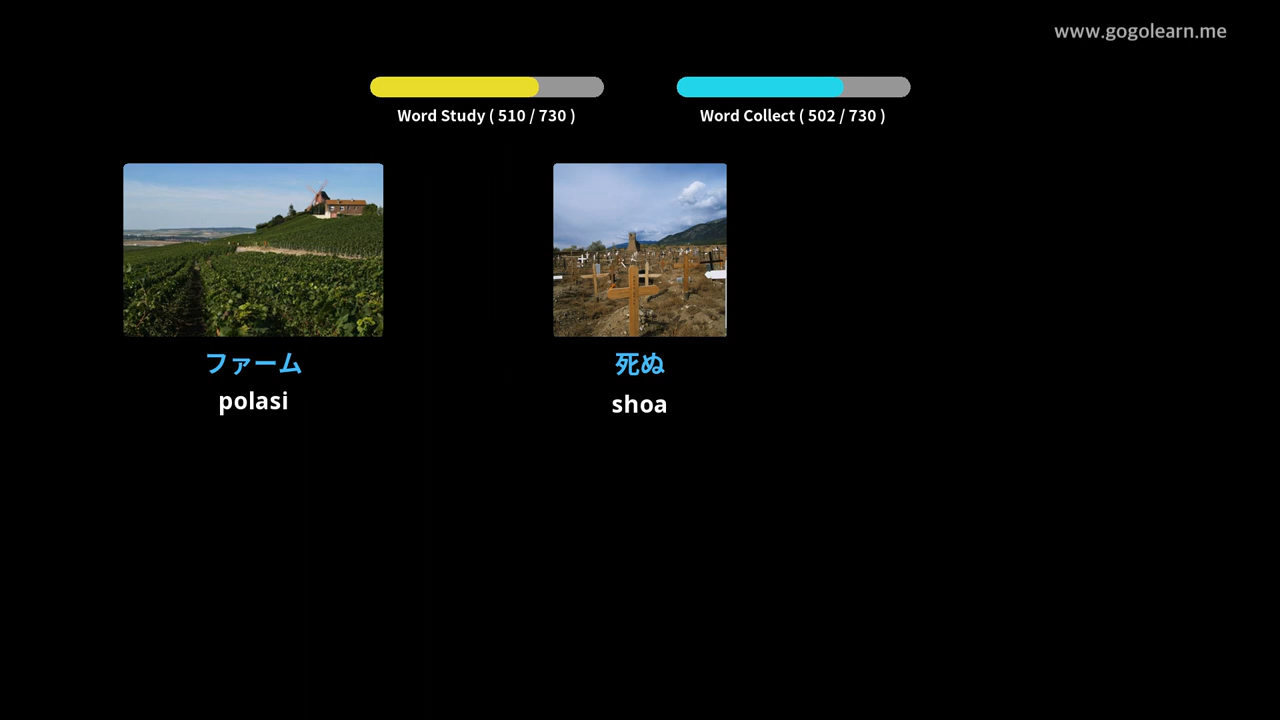 www.gogolearn.me
Word Study ( 510 / 730 )
Word Collect ( 502 / 730 )
ファーム
polasi
死ぬ
shoa